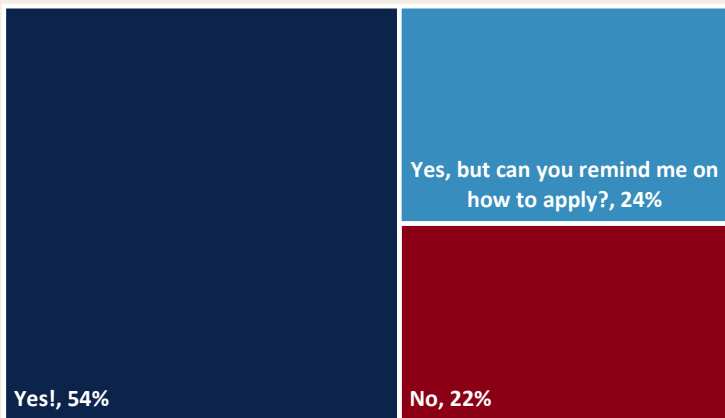 Yes, but can you remind me on
how to apply?, 24%
Yes!, 54%
No, 22%